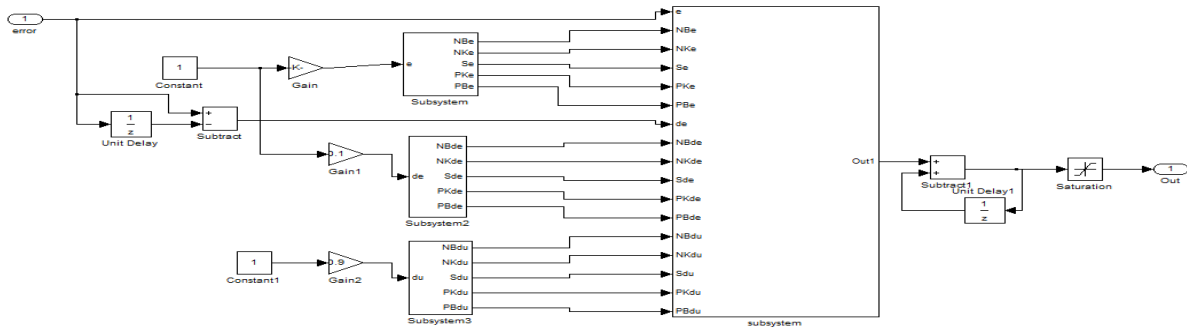 1
error
1
Constant
-K-
Gain
e
NBe
NKe
Se
PKe
PBe
Subsystem
1
z
Unit Delay
+
−
Subtract
0.1
Gain1
de
NBde
NKde
Sde
PKde
PBde
Subsystem2
1
Constant1
0.9
Gain2
du
NBdu
NKdu
Sdu
PKdu
PBdu
Subsystem3
e
NBe
NKe
Se
PKe
PBe
de
NBde
NKde
Sde
PKde
PBde
NBdu
NKdu
Sdu
PKdu
PBdu
Out1
subsystem
+
+
Subtract1
Unit Delay1
1
z
Saturation
1
Out